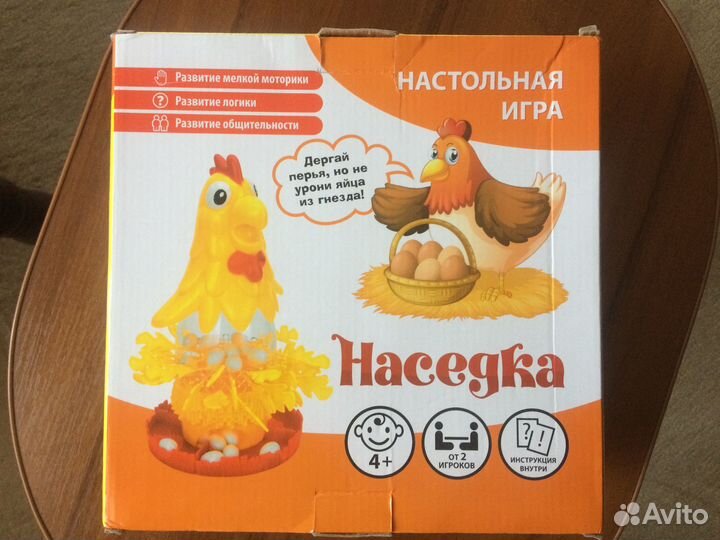 Развитие мелкой моторики
Развитие логики
Развитие общительности
НАСТОЛЬНАЯ
ИГРА
Дергай
перья, но не
урони яйца
из гнезда!
Наседка
4+
ОТ 2
ИГРОКОВ
ИНСТРУКЦИЯ
ВНУТРИ
Avito